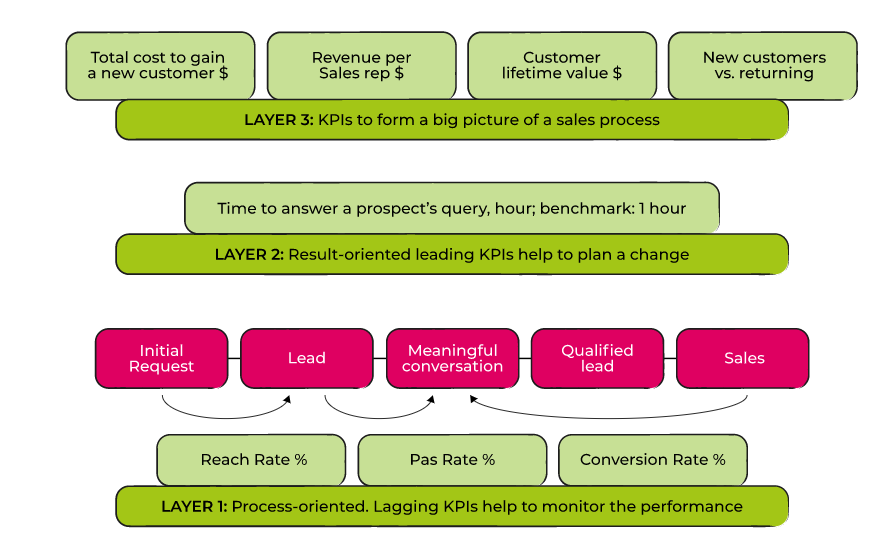 Total cost to gain
a new customer $
Revenue per
Sales rep $
Customer
lifetime value $
New customers
vs. returning
LAYER 3: KPIs to form a big picture of a sales process
Time to answer a prospect's query, hour; benchmark: 1 hour
LAYER 2: Result-oriented leading KPIs help to plan a change
Initial
Request
Lead
Meaningful
conversation
Qualified
lead
Sales
Reach Rate %
Pas Rate %
Conversion Rate %
LAYER 1: Process-oriented. Lagging KPIs help to monitor the performance